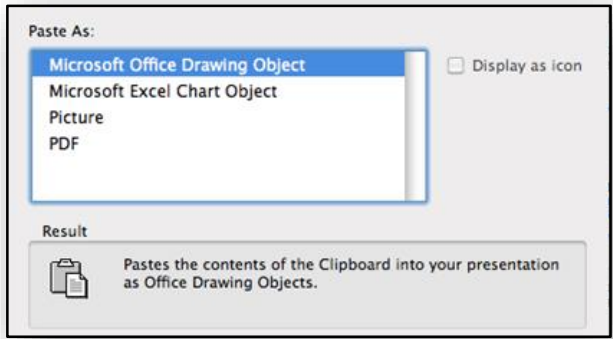 Paste As:
Microsoft Office Drawing Object
Display as icon
Microsoft Excel Chart Object
Picture
PDF
Result
Pastes the contents of the Clipboard into your presentation
as Office Drawing Objects.